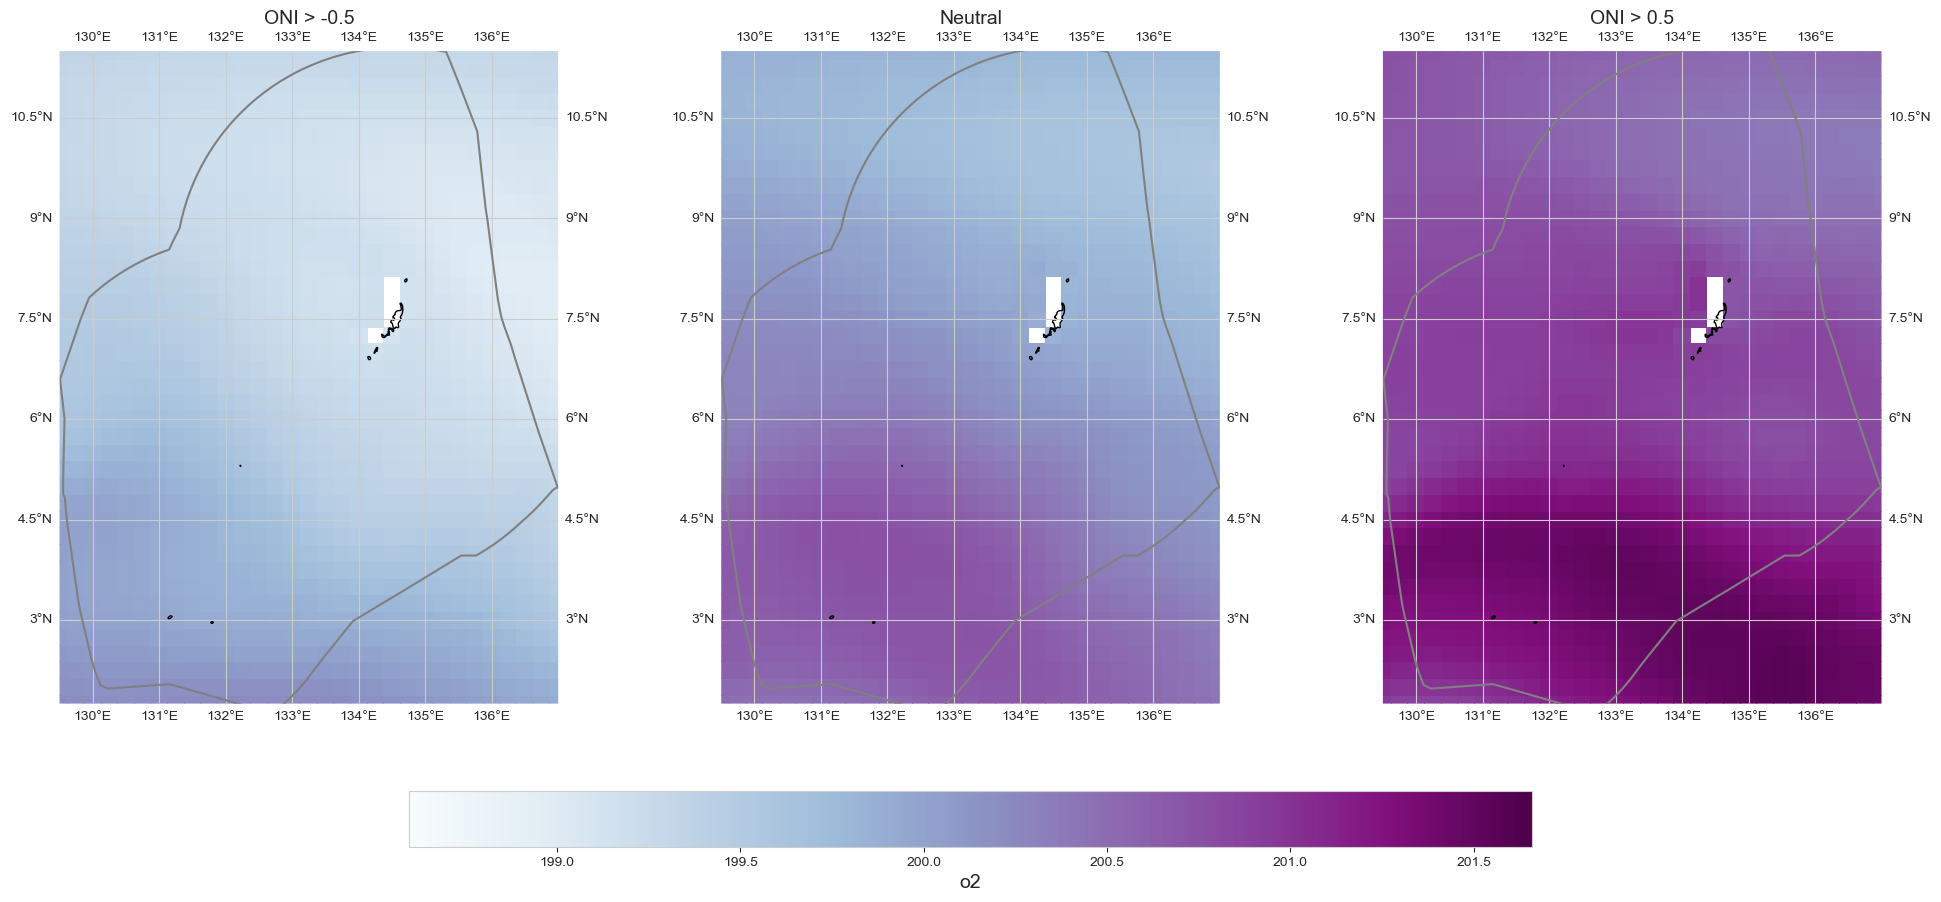 ONI > -0.5 Neutral ONI > 0.5
130°E 131°E 132°E 133°E 134°E 135°E 136°E 130°E 131°E 132°E 133°E 134°E 135°E 136°E 130°E 131°E 132°E 133°E 134°E 135°E 136°E
10.5°N 10.5°N 10.5°N 10.5°N 10.5°N
9°N 9°N 9°N 9°N 9°N 9°N
7.5°N 7.5°N 7.5°N 7.5°N 7.5°N 7.5°N
6°N 6°N 6°N 6°N 6°N 6°N
4.5°N 4.5°N 4.5°N 4.5°N 4.5°N 4.5°N
3°N 3°N 3°N 3°N 3°N 3°N
130°E 131°E 132°E 133°E 134°E 135°E 136°E 130°E 131°E 132°E 133°E 134°E 135°E 136°E 130°E 131°E 132°E 133°E 134°E 135°E 136°E
199.0 199.5 200.0 200.5 201.0 201.5
o2